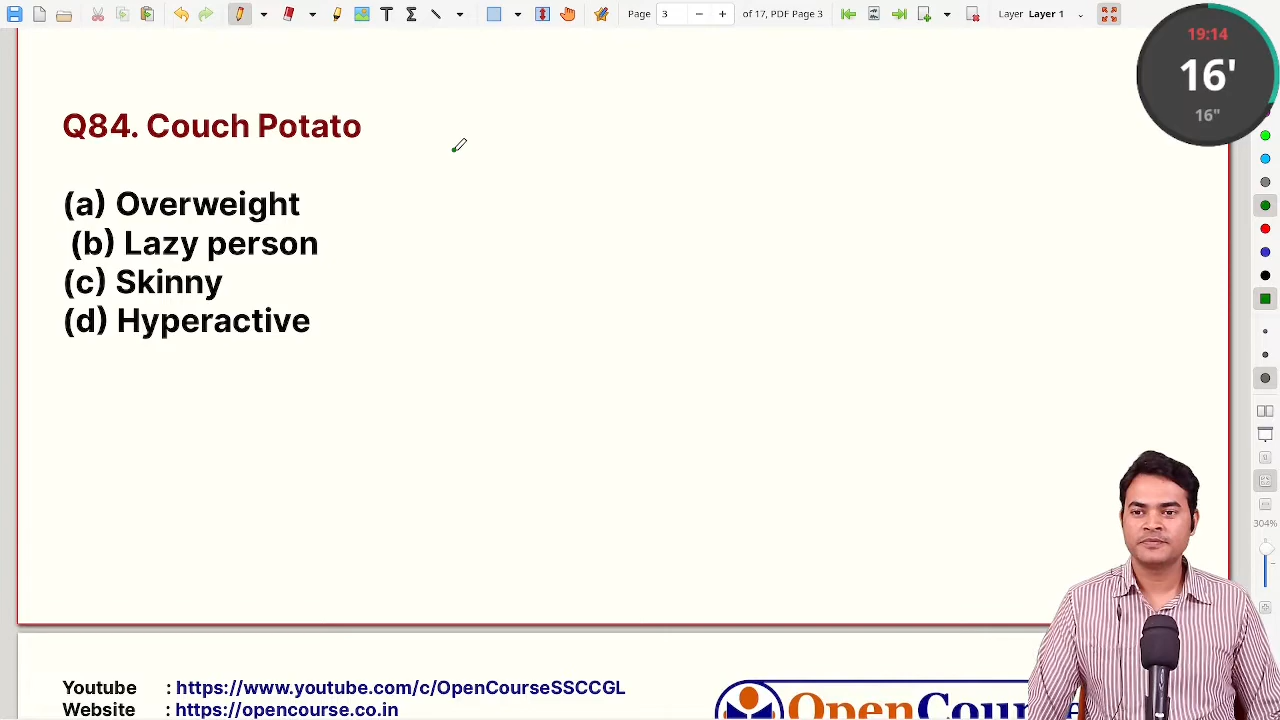 Page 3 of 17, PDF Page 3 Layer Layer 1
19:14
16'
16"
Q84. Couch Potato
(a) Overweight
(b) Lazy person
(c) Skinny
(d) Hyperactive
304%
Youtube : https://www.youtube.com/c/OpenCourseSSCCGL
Website : https://opencourse.co.in
OpenCourse